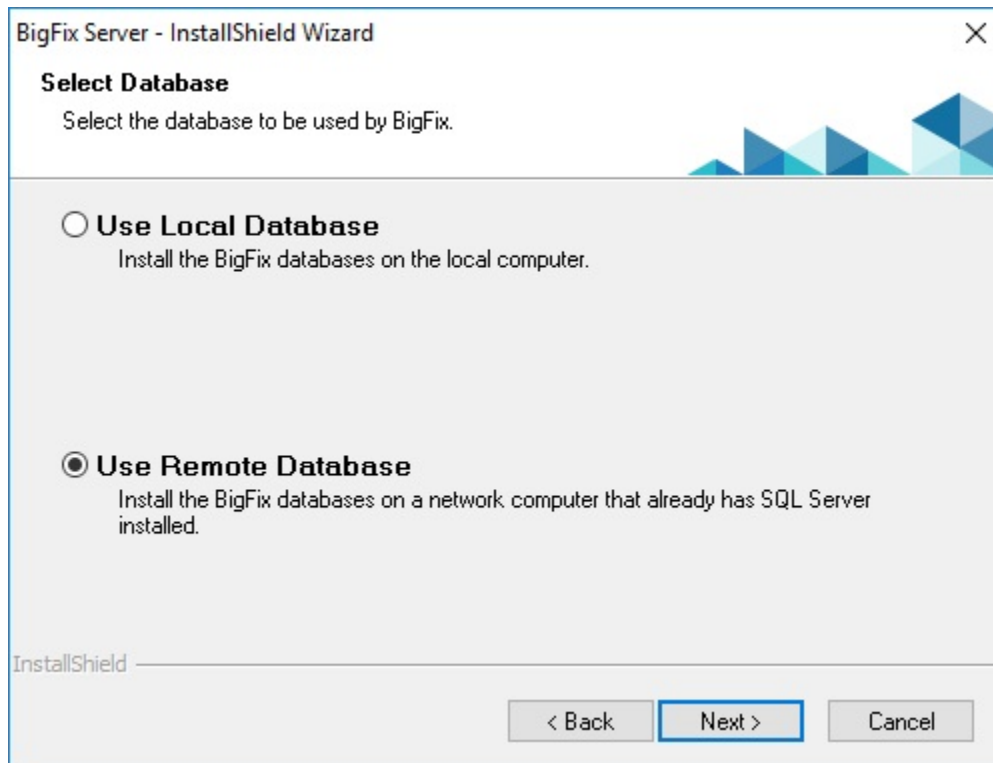 BigFix Server - InstallShield Wizard
Select Database
Select the database to be used by BigFix.
Use Local Database
Install the BigFix databases on the local computer.
Use Remote Database
Install the BigFix databases on a network computer that already has SQL Server
installed.
InstallShield
< Back Next > Cancel